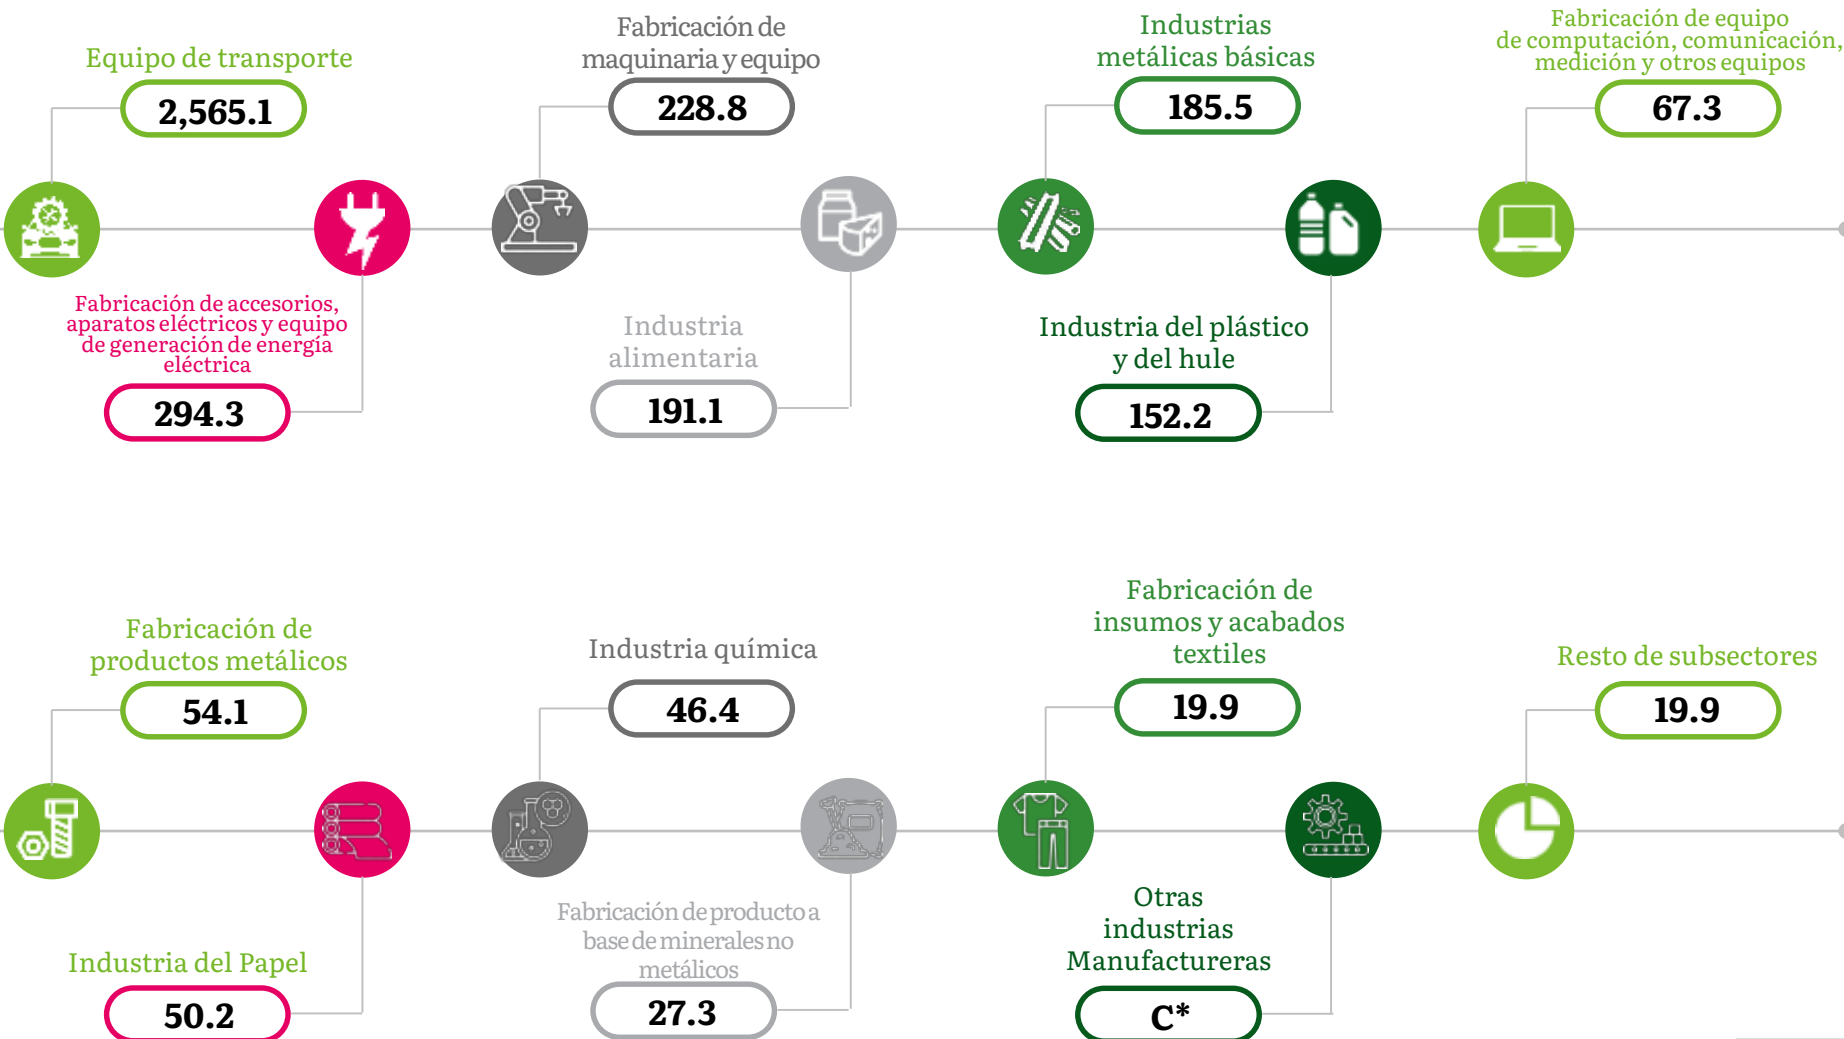 Equipo de transporte
2,565.1
Fabricación de accesorios,
aparatos eléctricos y equipo
de generación de energía
eléctrica
294.3
Fabricación de
maquinaria y equipo
228.8
Industria
alimentaria
191.1
Industrias
metálicas básicas
185.5
Industria del plástico
y del hule
152.2
Fabricación de equipo
de computación, comunicación,
medición y otros equipos
67.3
Fabricación de
productos metálicos
54.1
Industria del Papel
50.2
Industria química
46.4
Fabricación de producto a
base de minerales no
metálicos
27.3
Fabricación de
insumos y acabados
textiles
19.9
Otras
industrias
Manufactureras
C*
Resto de subsectores
19.9